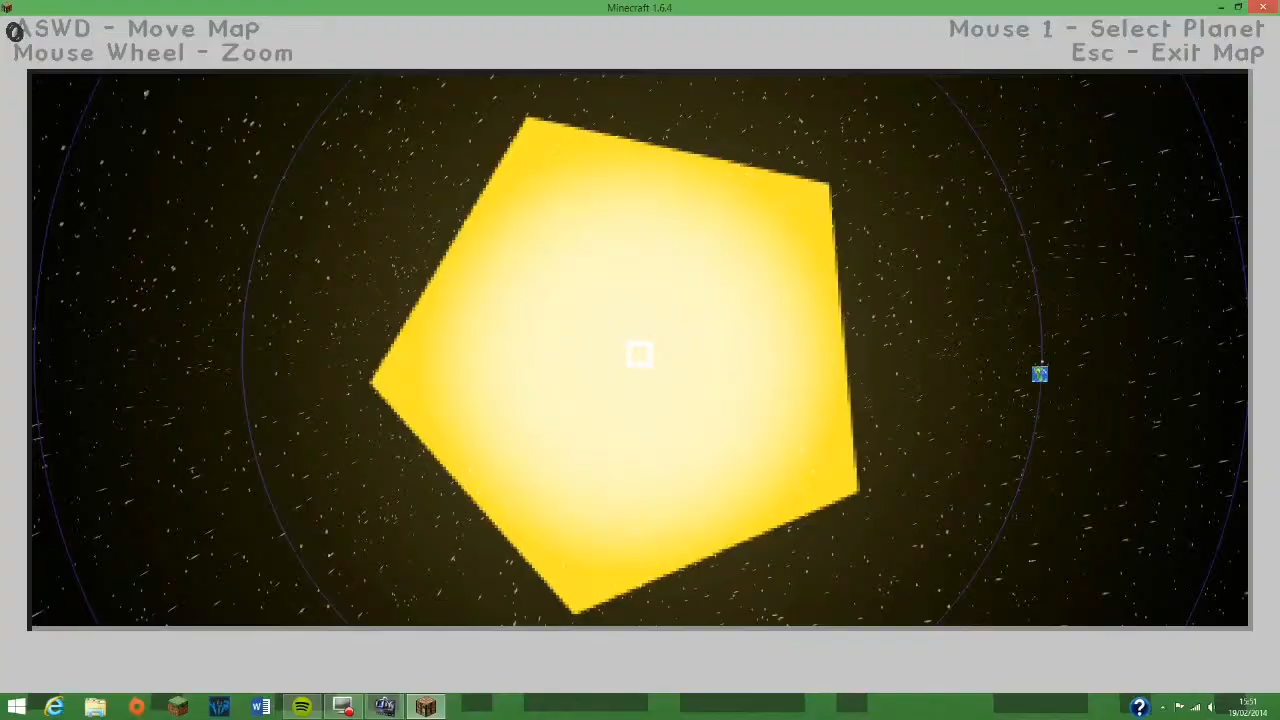 Minecraft 1.6.4
ASWD - Move Map
Mouse Wheel - Zoom
Mouse 1 - Select Planet
Esc - Exit Map
15:51
19/02/2014